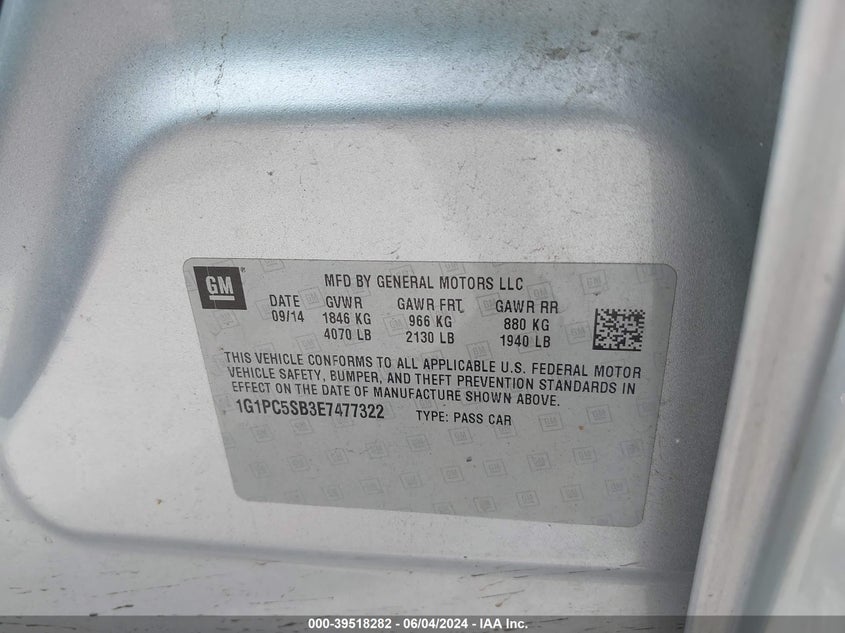 GM
MFD BY GENERAL MOTORS LLC
DATE GVWR GAWR FRT GAWR RR
09/14 1846 KG 966 KG 880 KG
4070 LB 2130 LB 1940 LB
THIS VEHICLE CONFORMS TO ALL APPLICABLE U.S. FEDERAL MOTOR
VEHICLE SAFETY, BUMPER, AND THEFT PREVENTION STANDARDS IN
EFFECT ON THE DATE OF MANUFACTURE SHOWN ABOVE.
1G1PC5SB3E7477322 TYPE: PASS CAR
000-39518282 - 06/04/2024 - IAA Inc.